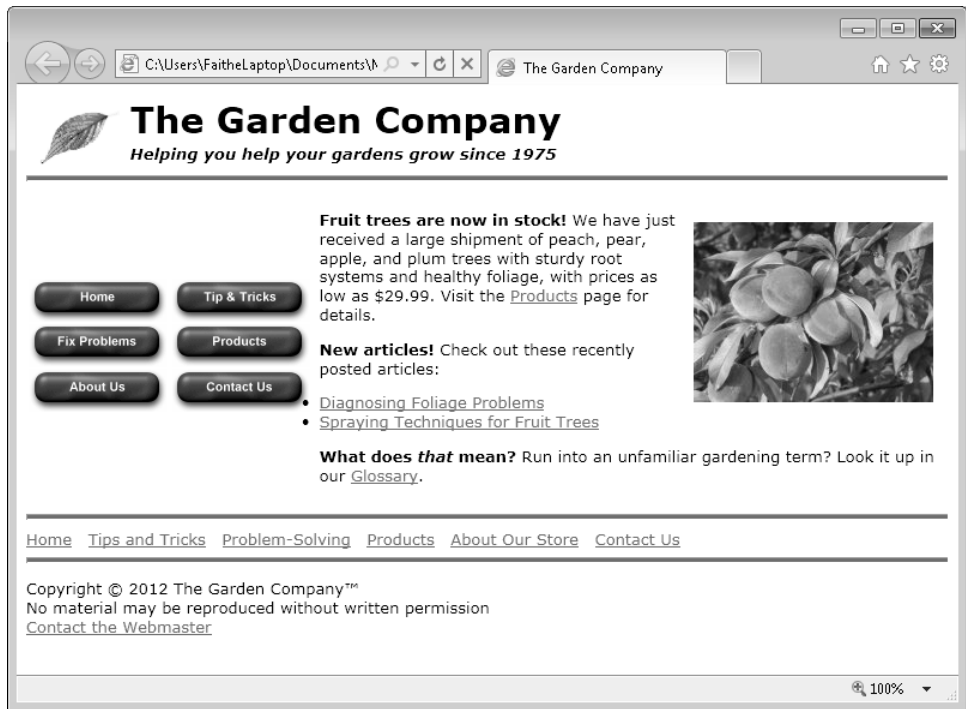 C:\Users\FaitheLaptop\Documents\N
The Garden Company
The Garden Company
Helping you help your gardens grow since 1975
Home
Tip & Tricks
Fix Problems
Products
About Us
Contact Us
Fruit trees are now in stock! We have just
received a large shipment of peach, pear,
apple, and plum trees with sturdy root
systems and healthy foliage, with prices as
low as $29.99. Visit the Products page for
details.
New articles! Check out these recently
posted articles:
• Diagnosing Foliage Problems
• Spraying Techniques for Fruit Trees
What does that mean? Run into an unfamiliar gardening term? Look it up in
our Glossary.
Home Tips and Tricks Problem-Solving Products About Our Store Contact Us
Copyright © 2012 The Garden Company™
No material may be reproduced without written permission
Contact the Webmaster
100%